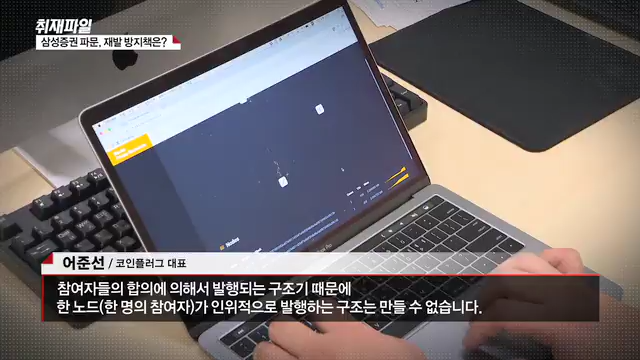 취재파일
삼성증권 파문, 재발 방지책은?
Nodes
어준선 / 코인플러그 대표
참여자들의 합의에 의해서 발행되는 구조기 때문에
한 노드(한 명의 참여자)가 인위적으로 발행하는 구조는 만들 수 없습니다.